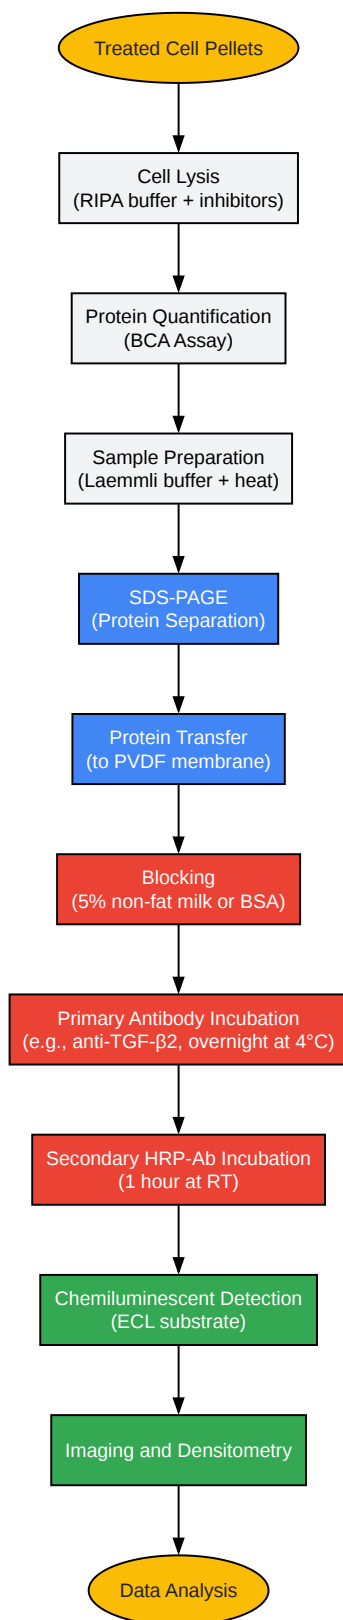 Treated Cell Pellets
Cell Lysis
(RIPA buffer + inhibitors)
Protein Quantification
(BCA Assay)
Sample Preparation
(Laemmli buffer + heat)
SDS-PAGE
(Protein Separation)
Protein Transfer
(to PVDF membrane)
Blocking
(5% non-fat milk or BSA)
Primary Antibody Incubation
(e.g., anti-TGF-β2, overnight at 4°C)
Secondary HRP-Ab Incubation
(1 hour at RT)
Chemiluminescent Detection
(ECL substrate)
Imaging and Densitometry
Data Analysis